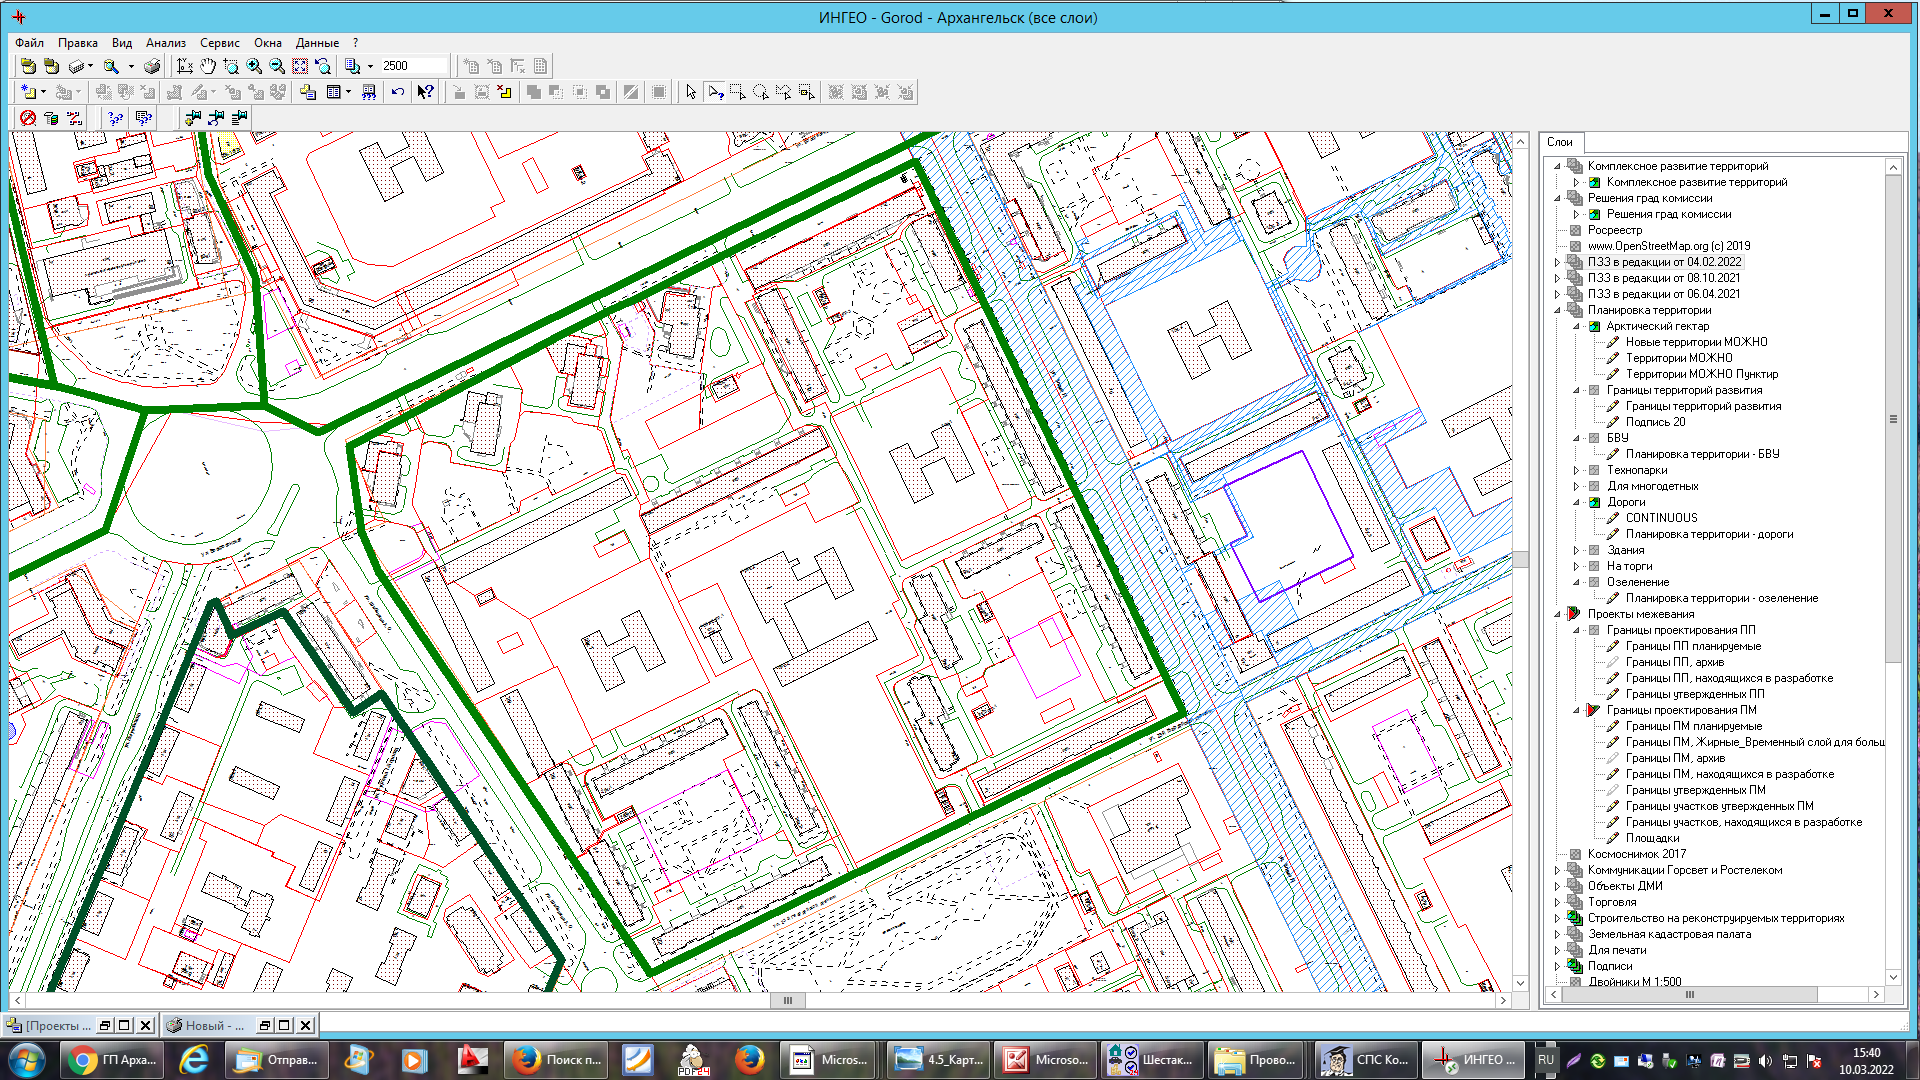 ИНГЕО - Gorod - Архангельск (все слои)
Файл Правка Вид Анализ Сервис Окна Данные ?
2500
Слои
Комплексное развитие территорий
Комплексное развитие территорий
Решения град комиссии
Решения град комиссии
Росреестр
www.OpenStreetMap.org (c) 2019
ПЗЗ в редакции от 04.02.2022
ПЗЗ в редакции от 08.10.2021
ПЗЗ в редакции от 06.04.2021
Планировка территории
Арктический гектар
Новые территории МОЖНО
Территории МОЖНО
Территории МОЖНО Пунктир
Границы территорий развития
Границы территорий развития
Подпись 20
БВУ
Планировка территории - БВУ
Технопарки
Для многодетных
Дороги
CONTINUOUS
Планировка территории - дороги
Здания
На торги
Озеленение
Планировка территории - озеленение
Проекты межевания
Границы проектирования ПП
Границы ПП планируемые
Границы ПП, архив
Границы ПП, находящихся в разработке
Границы утвержденных ПП
Границы проектирования ПМ
Границы ПМ планируемые
Границы ПМ, Жирные_Временный слой для больш
Границы ПМ, архив
Границы ПМ, находящихся в разработке
Границы утвержденных ПМ
Границы участков утвержденных ПМ
Границы участков, находящихся в разработке
Площадки
Космоснимок 2017
Коммуникации Горсвет и Ростелеком
Объекты ДМИ
Торговля
Строительство на реконструируемых территориях
Земельная кадастровая палата
Для печати
Подписи
Двойники М 1:500
[Проекты ... Новый - ...
ГП Арха... Отправ... Поиск п... PDF24 Micros... 4.5_Карт... Microso... Шестак... Прово... СПС Ко... ИНГЕО ... RU 15:40
10.03.2022